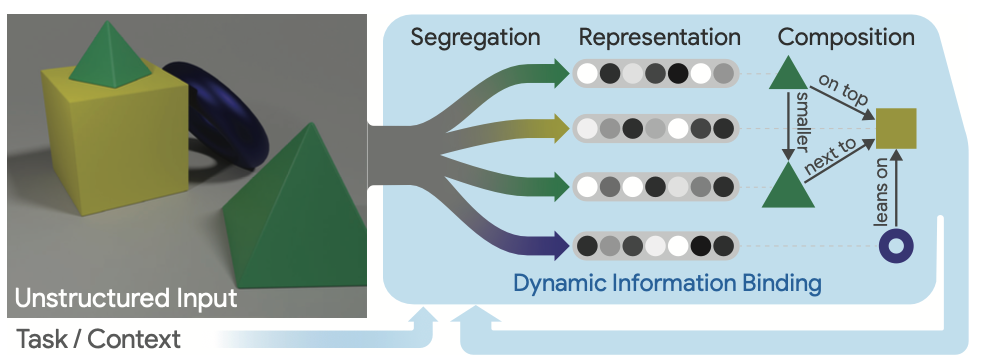 Segregation
Representation
Composition
on top
smaller
next to
leans on
Dynamic Information Binding
Unstructured Input
Task / Context